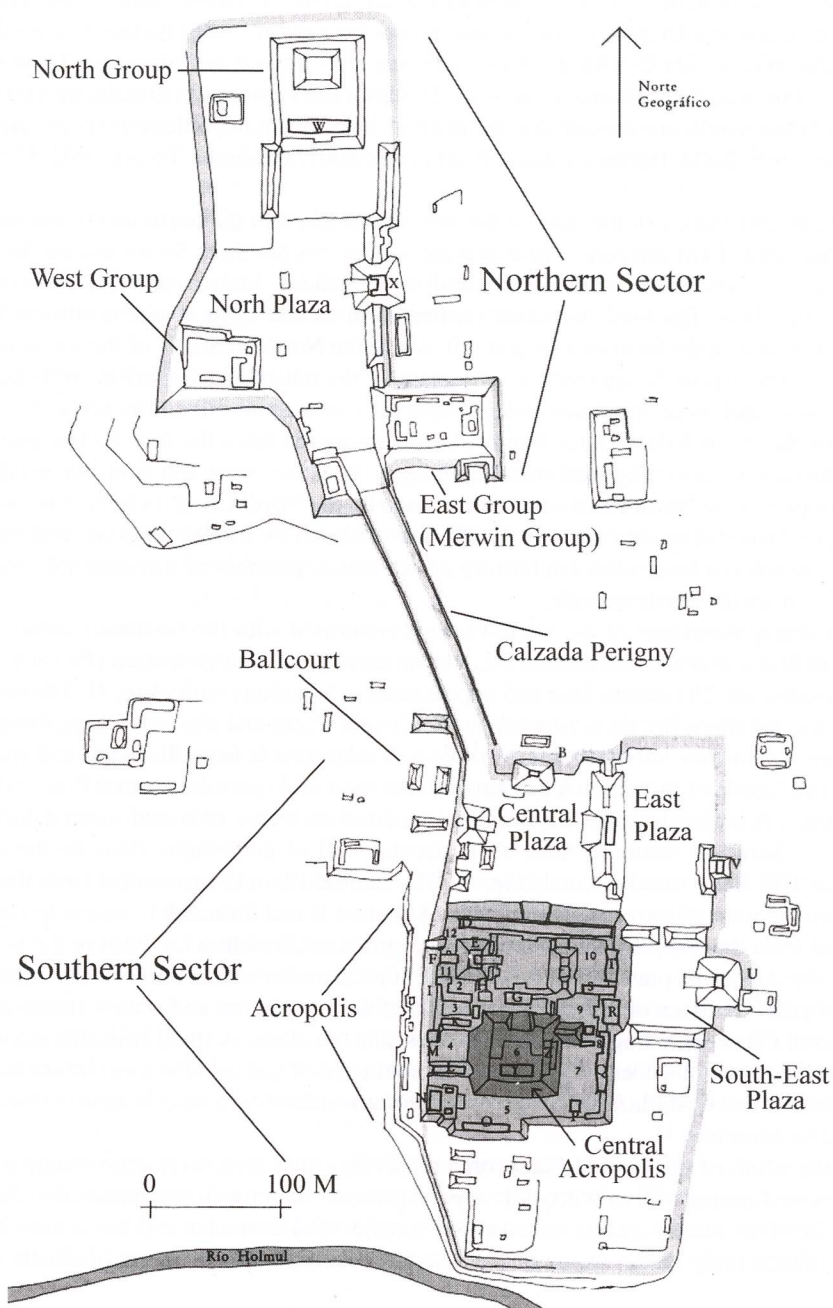 North Group
Norte
Geográfico
W
West Group
Norh Plaza
X
Northern Sector
East Group
(Merwin Group)
Calzada Perigny
Ballcourt
B
C
Central
Plaza
East
Plaza
V
D
12
E
F
11
10
I
2
H
S
T
U
3
G
9
R
Southern Sector
Acropolis
M
4
6
Z
8
7
Q
N
5
P
O
South-East
Plaza
Central
Acropolis
0 100 M
Río Holmul